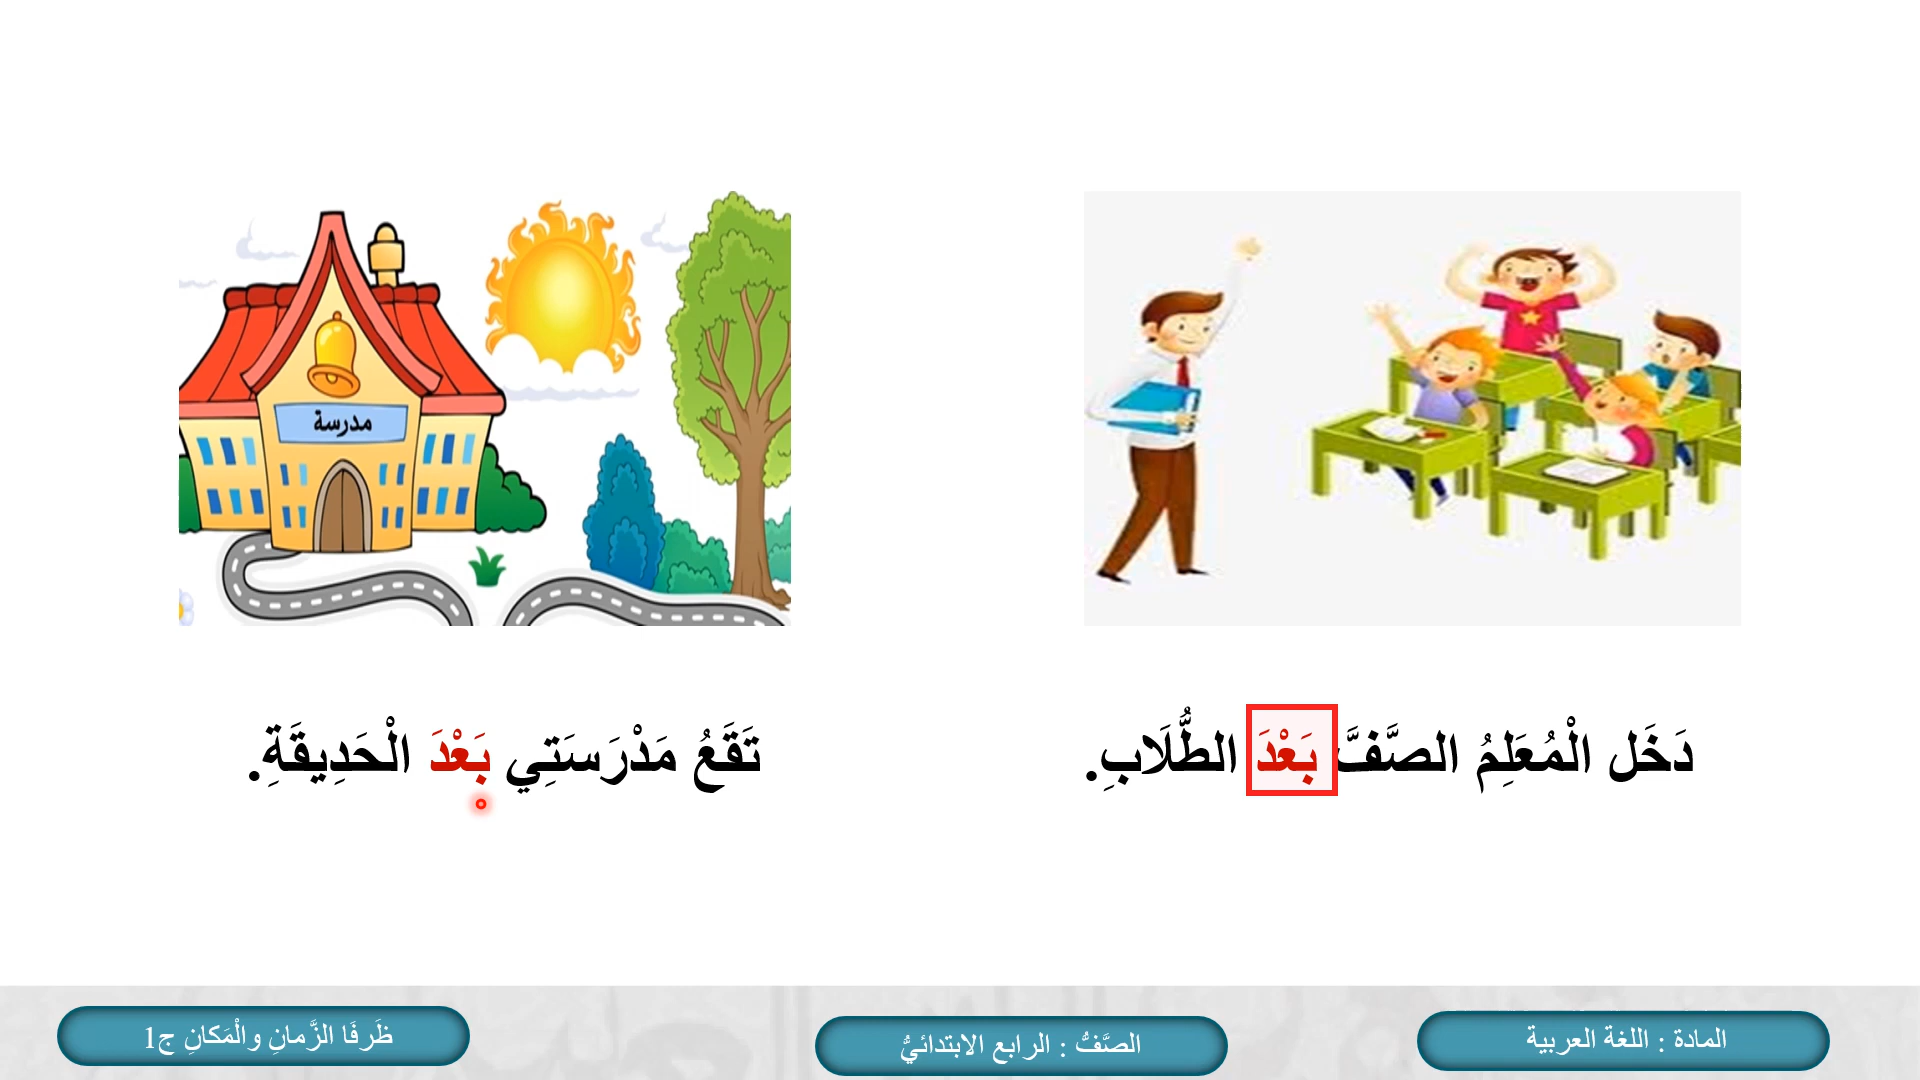 مدرسة
دَخَل الْمُعَلِمُ الصَّفَّ بَعْدَ الطُّلَابِ.
تَقَعُ مَدْرَسَتِي بَعْدَ الْحَدِيقَةِ.
المادة : اللغة العربية
الصَّفُّ : الرابع الابتدائيُّ
ظَرفَا الزَّمانِ والْمَكانِ ج1